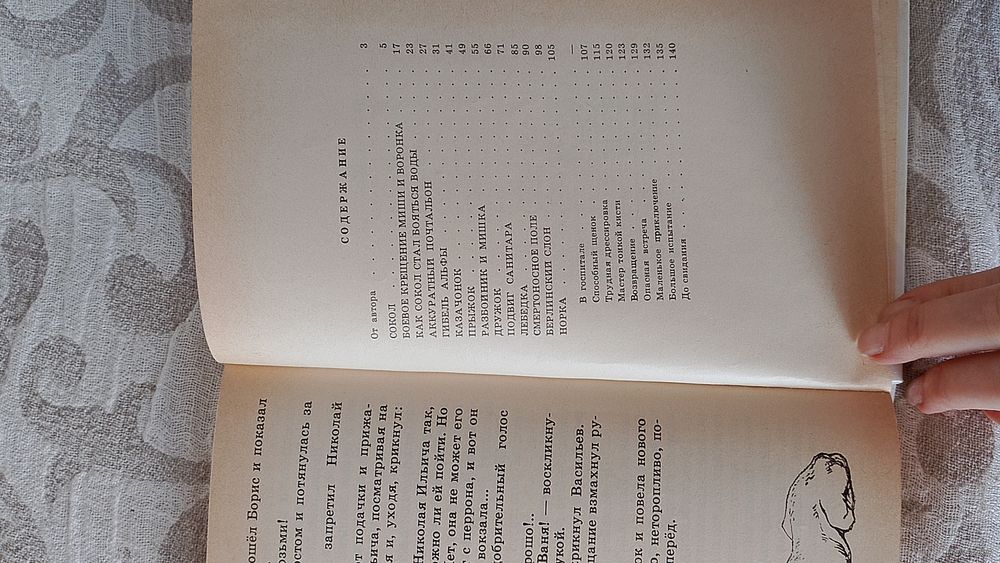 ошёл Борис и показал
озьми!
остом и потянулась за
запретил Николай
от подачки и прижа-
ича, посматривая на
я и, уходя, крикнул:
Николая Ильича так,
ожно ли ей пойти. Но
ет, она не может его
с перрона, и вот он
вокзала...
добрительный голос
рошо!..
Ваня! — воскликну-
укой.
крикнул Васильев.
щание взмахнул ру-
ок и повела нового
о, неторопливо, по-
перёд.
СОДЕРЖАНИЕ
От автора . . . . . . . . . . 3
СОКОЛ . . . . . . . . . . 5
БОЕВОЕ КРЕЩЕНИЕ МИШИ И ВОРОНКА . . . 17
КАК СОКОЛ СТАЛ БОЯТЬСЯ ВОДЫ . . . . 23
АККУРАТНЫЙ ПОЧТАЛЬОН . . . . . 27
ГИБЕЛЬ АЛЬФЫ . . . . . . . . 31
КАЗАЧОНОК . . . . . . . . . 41
ПРЫЖОК . . . . . . . . . . 49
РАЗБОЙНИК И МИШКА . . . . . . 55
ДРУЖОК . . . . . . . . . . 66
ПОДВИГ САНИТАРА . . . . . . . 71
ЛЕБЕДКА . . . . . . . . . . 85
СМЕРТОНОСНОЕ ПОЛЕ . . . . . . 90
БЕРЛИНСКИЙ СЛОН . . . . . . . 98
НОРКА . . . . . . . . . . 105
В госпитале . . . . . . . . —
Способный щенок . . . . . . . 107
Трудная дрессировка . . . . . . 115
Мастер тонкой кисти . . . . . . 120
Возвращение . . . . . . . . 123
Опасная встреча . . . . . . . 129
Маленькое приключение . . . . . 132
Большое испытание . . . . . . 135
До видания . . . . . . . . 140